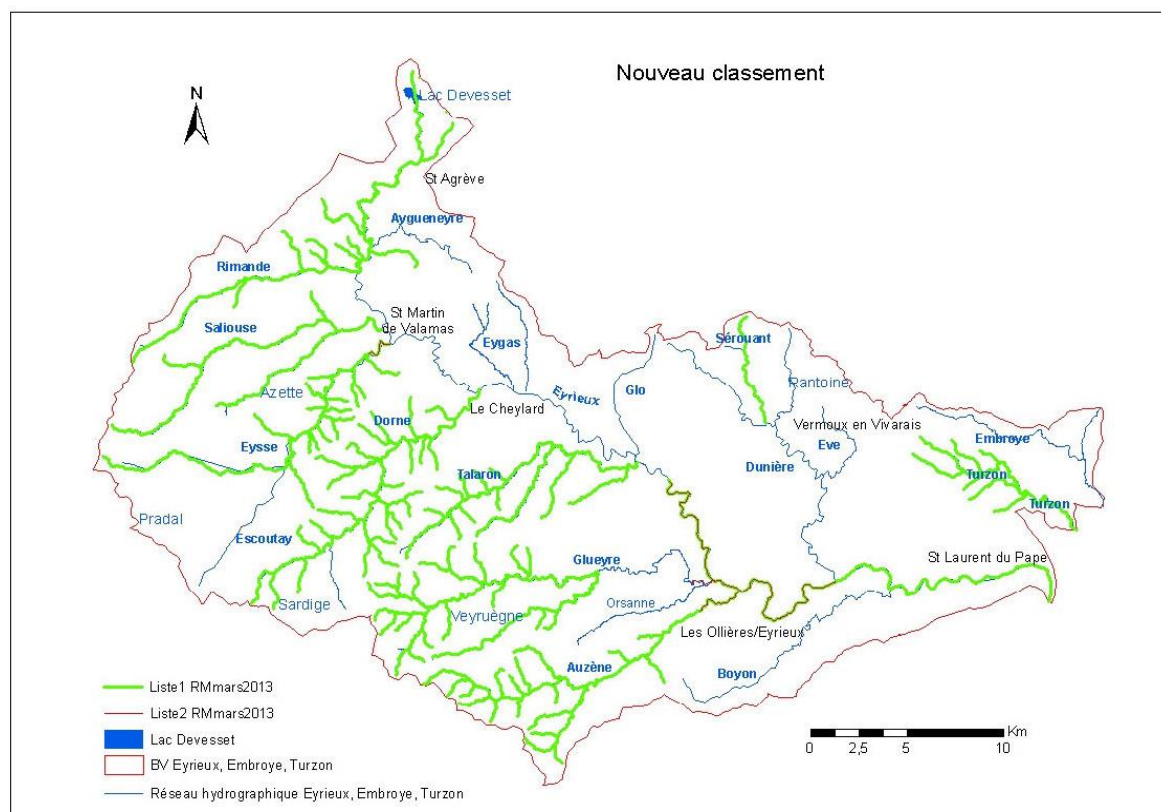 Nouveau classement
N
Lac Devesset
St Agrève
Aygueneyre
Rimande
St Martin
de Valamas
Saliouse
Eygas
Sérouant
Rantoine
Azette
Eyrieux
Glo
Le Cheylard
Dorne
Vermoux en Vivarais
Embroye
Eve
Eysse
Talaron
Dunière
Turzon
Turzon
Pradal
Escoutay
Glueyre
St Laurent du Pape
Sardige
Veyruègne
Orsanne
Les Ollières/Eyrieux
Auzène
Boyon
Liste1 RMmars2013
Liste2 RMmars2013
Lac Devesset
BV Eyrieux, Embroye, Turzon
Réseau hydrographique Eyrieux, Embroye, Turzon
Km
0 2,5 5 10